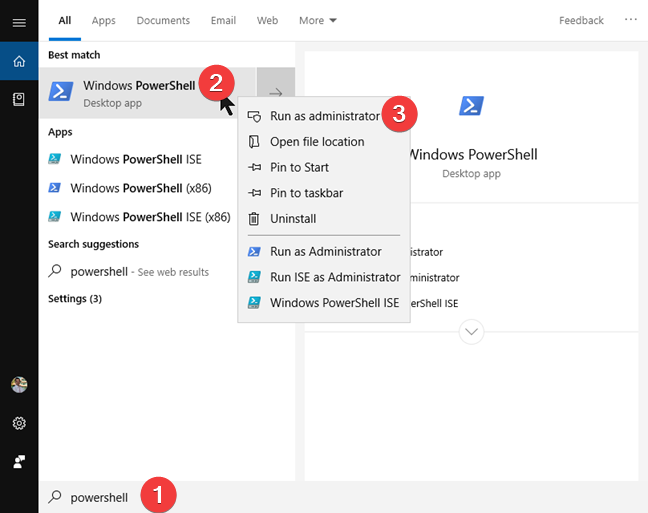 All Apps Documents Email Web More Feedback ...
Best match
Windows PowerShell 2
Desktop app
Run as administrator 3
Open file location
Pin to Start
Pin to taskbar
Uninstall
Run as Administrator
Run ISE as Administrator
Windows PowerShell ISE
Apps
Windows PowerShell ISE
Windows PowerShell (x86)
Windows PowerShell ISE (x86)
Search suggestions
powershell - See web results
Settings (3)
Windows PowerShell
Desktop app
powershell 1